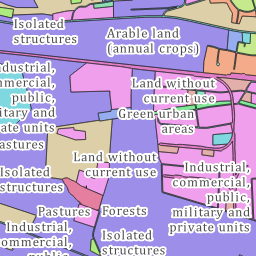 Isolated
structures
Arable land
(annual crops)
Industrial,
commercial,
public,
military and
private units
Land without
current use
Green urban
areas
Pastures
Land without
current use
Isolated
structures
Industrial,
commercial,
public,
military and
private units
Pastures
Forests
Industrial,
commercial,
public,
Isolated
structures